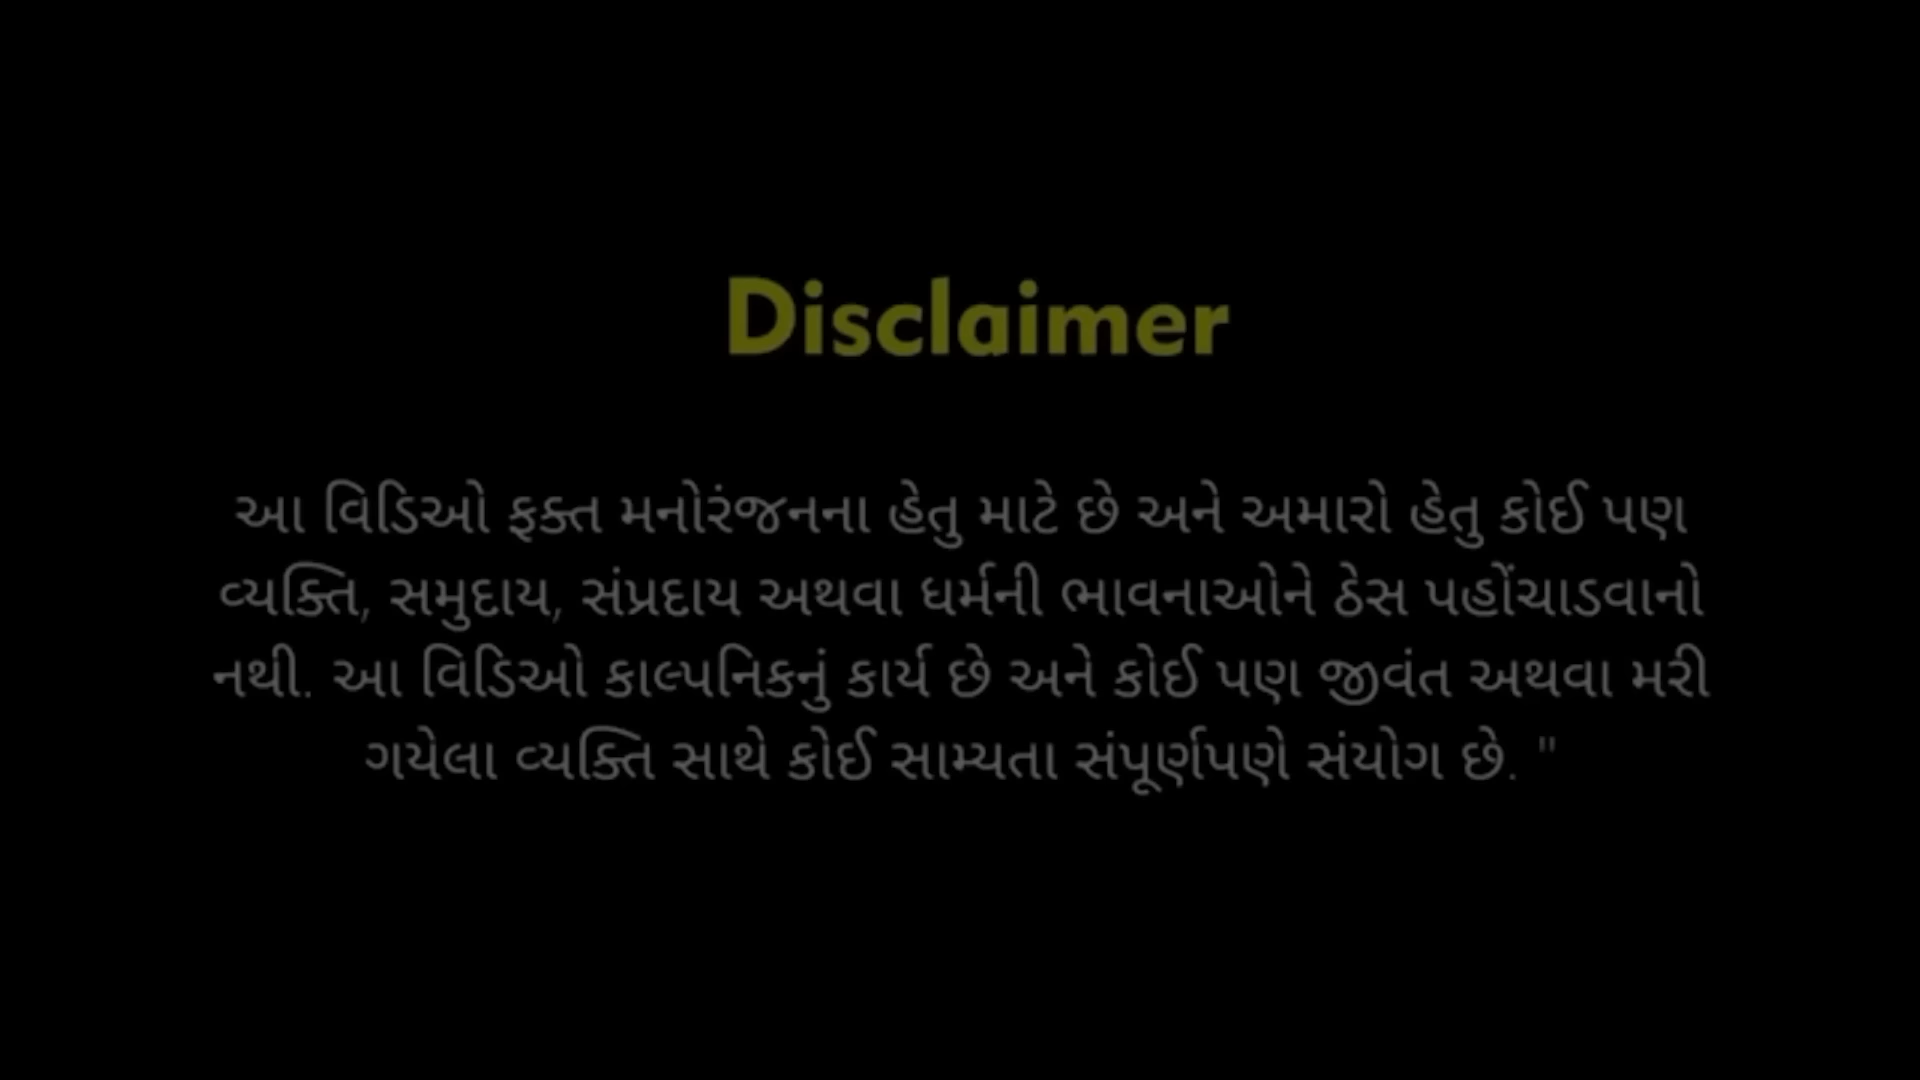 Disclaimer
આ વિડિઓ ફક્ત મનોરંજનના હેતુ માટે છે અને અમારો હેતુ કોઈ પણ
વ્યક્તિ, સમુદાય, સંપ્રદાય અથવા ધર્મની ભાવનાઓને ઠેસ પહોંચાડવાનો
નથી. આ વિડિઓ કાલ્પનિકનું કાર્ય છે અને કોઈ પણ જીવંત અથવા મરી
ગયેલા વ્યક્તિ સાથે કોઈ સામ્યતા સંપૂર્ણપણે સંયોગ છે. "